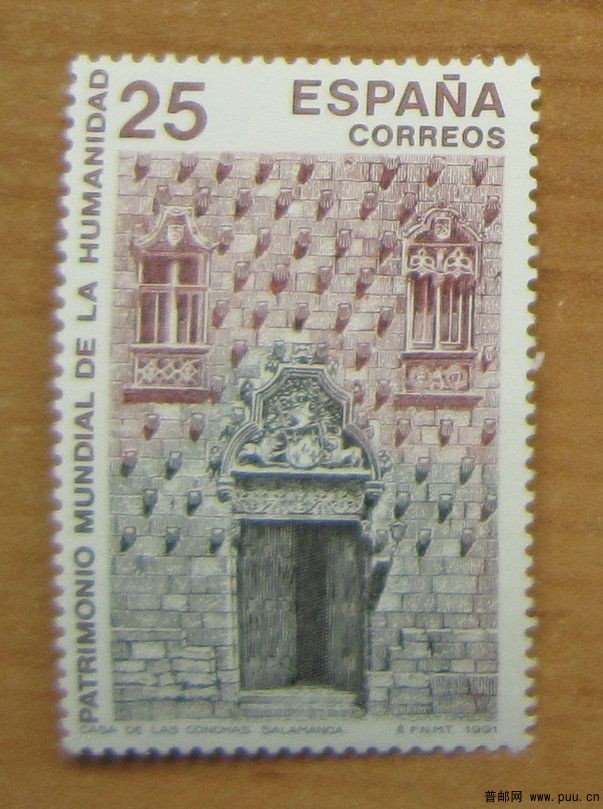 25
ESPAÑA
CORREOS
PATRIMONIO MUNDIAL DE LA HUMANIDAD
CASA DE LAS CONCHAS SALAMANCA
F.N.M.T. 1991
普邮网 www.puu.cn